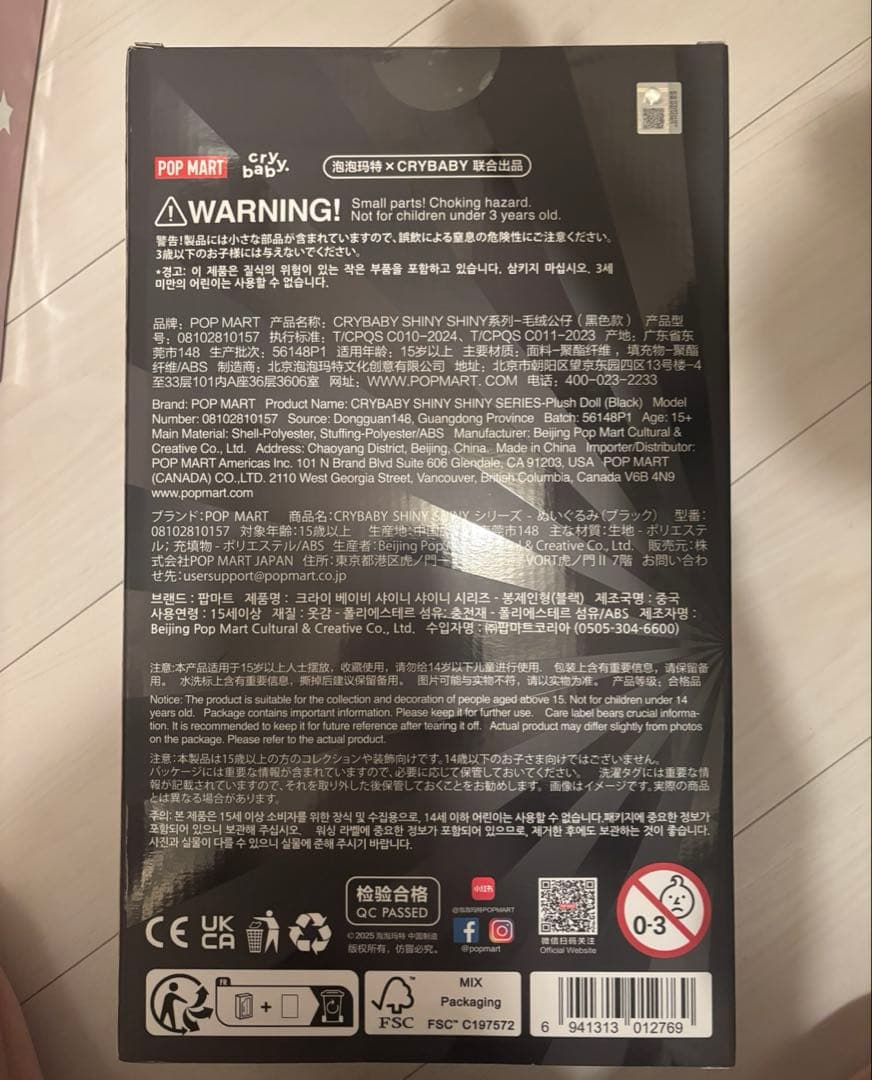 POP MART
cry baby.
泡泡玛特×CRYBABY 联合出品
WARNING! Small parts! Choking hazard.
Not for children under 3 years old.
警告!製品には小さな部品が含まれていますので、誤飲による窒息の危険性にご注意ください。
3歳以下のお子様には与えないでください。
*경고: 이 제품은 질식의 위험이 있는 작은 부품을 포함하고 있습니다. 삼키지 마십시오. 3세
미만의 어린이는 사용할 수 없습니다.
品牌：POP MART 产品名称：CRYBABY SHINY SHINY系列-毛绒公仔（黑色款） 产品型
号：08102810157 执行标准：T/CPQS C010-2024、T/CPQS C011-2023 产地：广东省东
莞市148 生产批次：56148P1 适用年龄：15岁以上 主要材质：面料-聚酯纤维，填充物-聚酯
纤维/ABS 制造商：北京泡泡玛特文化创意有限公司 地址：北京市朝阳区望京东园四区13号楼-4
至33层101内A座36层3606室 网址：WWW.POPMART.COM 电话：400-023-2233
Brand: POP MART Product Name: CRYBABY SHINY SHINY SERIES-Plush Doll (Black) Model
Number: 08102810157 Source: Dongguan148, Guangdong Province Batch: 56148P1 Age: 15+
Main Material: Shell-Polyester, Stuffing-Polyester/ABS Manufacturer: Beijing Pop Mart Cultural &
Creative Co., Ltd. Address: Chaoyang District, Beijing, China. Made in China Importer/Distributor:
POP MART Americas Inc. 101 N Brand Blvd Suite 606 Glendale, CA 91203, USA POP MART
(CANADA) CO.,LTD. 2110 West Georgia Street, Vancouver, British Columbia, Canada V6B 4N9
www.popmart.com
ブランド：POP MART 商品名：CRYBABY SHINY SHINY シリーズ - ぬいぐるみ（ブラック） 型番：
08102810157 対象年齢：15歳以上 生産地：中国 莞市148 主な材質：生地 - ポリエステ
ル；充填物 - ポリエステル/ABS 生産者：Beijing Pop & Creative Co., Ltd. 販売元：株
式会社POP MART JAPAN 住所：東京都港区虎ノ門 VORT虎ノ門Ⅱ 7階 お問い合わ
せ先：usersupport@popmart.co.jp
브랜드 : 팝마트 제품명 : 크라이 베이비 샤이니 샤이니 시리즈 - 봉제인형(블랙) 제조국명 : 중국
사용연령 : 15세이상 재질 : 옷감 - 폴리에스테르 섬유; 충전재 - 폴리에스테르 섬유/ABS 제조자명 :
Beijing Pop Mart Cultural & Creative Co., Ltd. 수입자명 : ㈜팝마트코리아 (0505-304-6600)
注意:本产品适用于15岁以上人士摆放，收藏使用，请勿给14岁以下儿童进行使用. 包装上含有重要信息，请保留备
用。 水洗标上含有重要信息，撕掉后建议保留备用。 图片可能与实物不符，请以实物为准。 产品等级：合格品
Notice: The product is suitable for the collection and decoration of people aged above 15. Not for children under 14
years old. Package contains important information. Please keep it for further use. Care label bears crucial informa-
tion. It is recommended to keep it for future reference after tearing it off. Actual product may differ slightly from photos
on the package. Please refer to the actual product.
注意：本製品は15歳以上の方のコレクションや装飾向けです。14歳以下のお子さま向けではございません。
パッケージには重要な情報が含まれていますので、必要に応じて保管しておいてください。 洗濯タグには重要な情
報が記載されていますので、それを取り外した後保管しておくことをお勧めします。画像はイメージです。実際の商品
とは異なる場合があります。
주의: 본 제품은 15세 이상 소비자를 위한 장식 및 수집용으로, 14세 이하 어린이는 사용할 수 없습니다.패키지에 중요한 정보가
포함되어 있으니 보관해 주십시오. 워싱 라벨에 중요한 정보가 포함되어 있으므로, 제거한 후에도 보관하는 것이 좋습니다.
사진과 실물이 다를 수 있으니 실물에 준해 주시기 바랍니다.
CE UKCA
检验合格
QC PASSED
©2025 泡泡玛特 中国制造
版权所有，仿冒必究。
小红书
@泡泡玛特POPMART
@popmart
微信扫码关注
Official Website
0-3
FR
FSC™
MIX
Packaging
FSC™ C197572
6 941313 012769